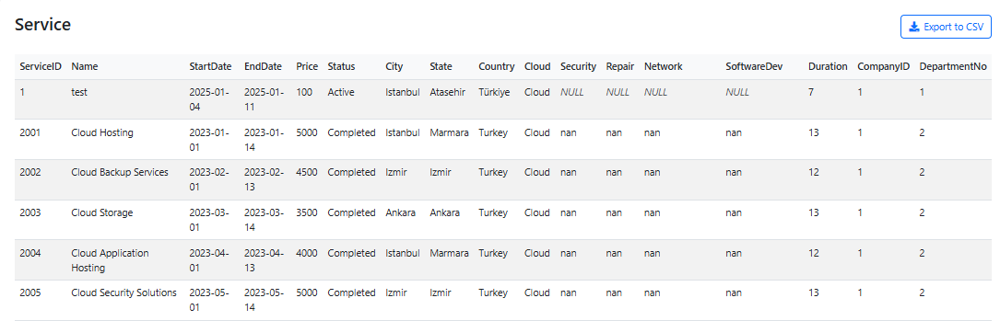 Service
Export to CSV
ServiceID Name StartDate EndDate Price Status City State Country Cloud Security Repair Network SoftwareDev Duration CompanyID DepartmentNo
1 test 2025-01- 2025-01- 100 Active Istanbul Atasehir Türkiye Cloud NULL NULL NULL NULL 7 1 1
04 11
2001 Cloud Hosting 2023-01- 2023-01- 5000 Completed Istanbul Marmara Turkey Cloud nan nan nan nan 13 1 2
01 14
2002 Cloud Backup Services 2023-02- 2023-02- 4500 Completed Izmir Izmir Turkey Cloud nan nan nan nan 12 1 2
01 13
2003 Cloud Storage 2023-03- 2023-03- 3500 Completed Ankara Ankara Turkey Cloud nan nan nan nan 13 1 2
01 14
2004 Cloud Application 2023-04- 2023-04- 4000 Completed Istanbul Marmara Turkey Cloud nan nan nan nan 12 1 2
Hosting 01 13
2005 Cloud Security Solutions 2023-05- 2023-05- 5000 Completed Izmir Izmir Turkey Cloud nan nan nan nan 13 1 2
01 14